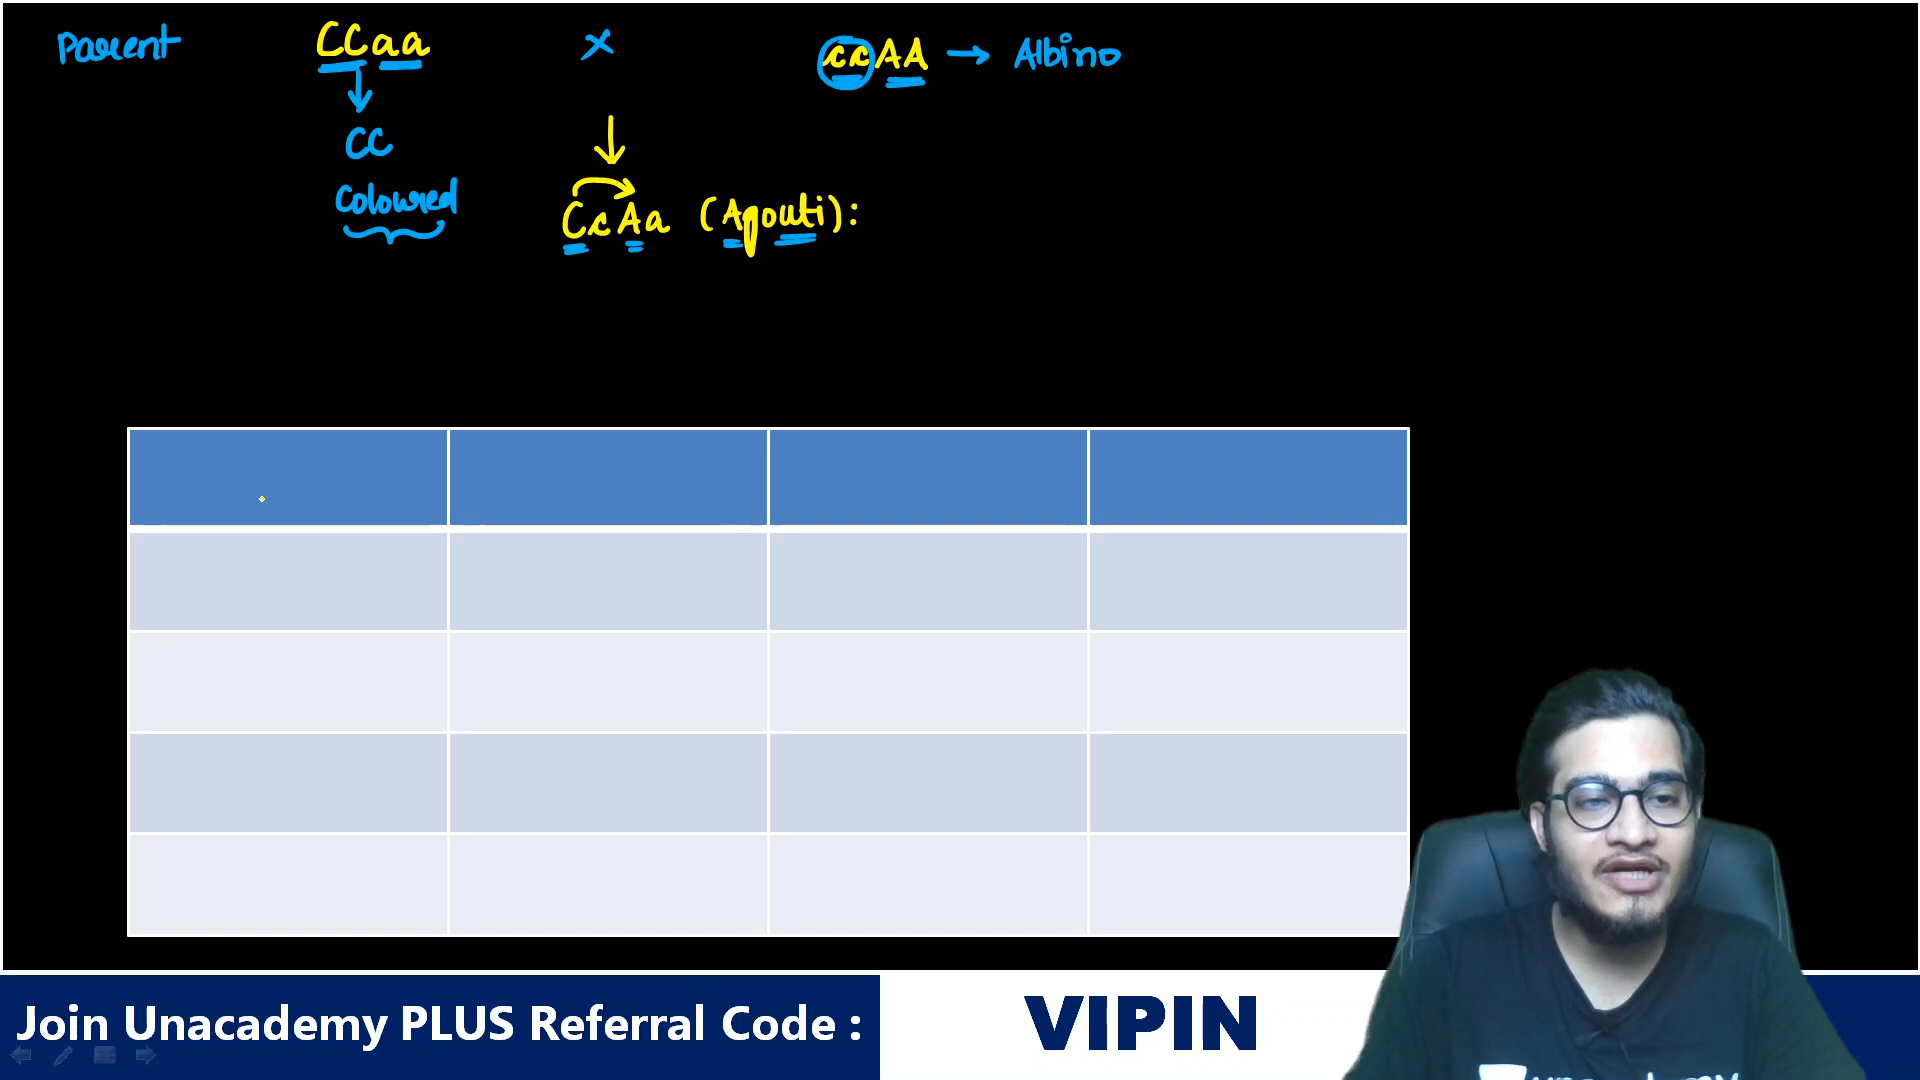 Parent CCaa × ccAA → Albino
CC
Coloured
CcAa (Agouti):
Join Unacademy PLUS Referral Code : VIPIN